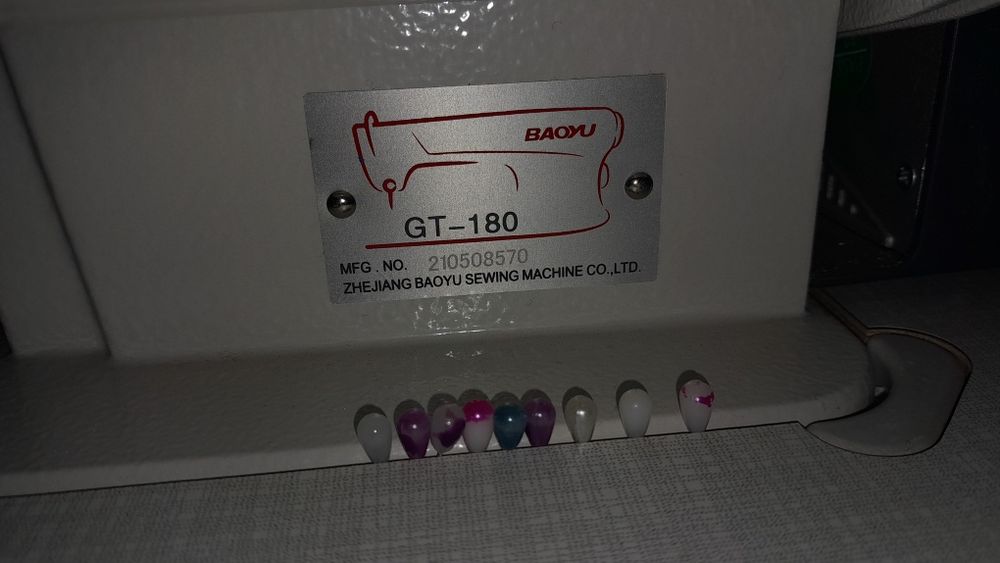 BAOYU
GT-180
MFG . NO. 210508570
ZHEJIANG BAOYU SEWING MACHINE CO.,LTD.